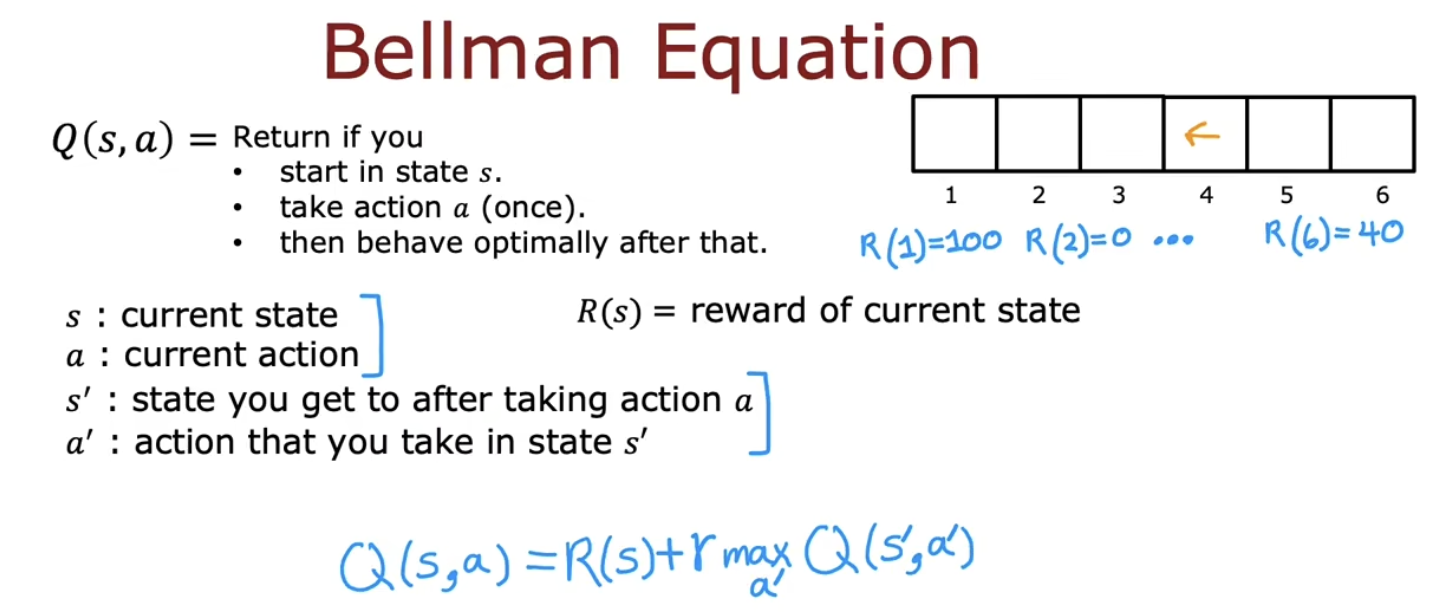 Bellman Equation
Q(s, a) = Return if you
• start in state s.
• take action a (once).
• then behave optimally after that.
←
1 2 3 4 5 6
R(1)=100 R(2)=0 ... R(6)=40
s : current state
R(s) = reward of current state
a : current action
s′ : state you get to after taking action a
a′ : action that you take in state s′
Q(s,a) = R(s)+γ max Q(s′,a′)
a′